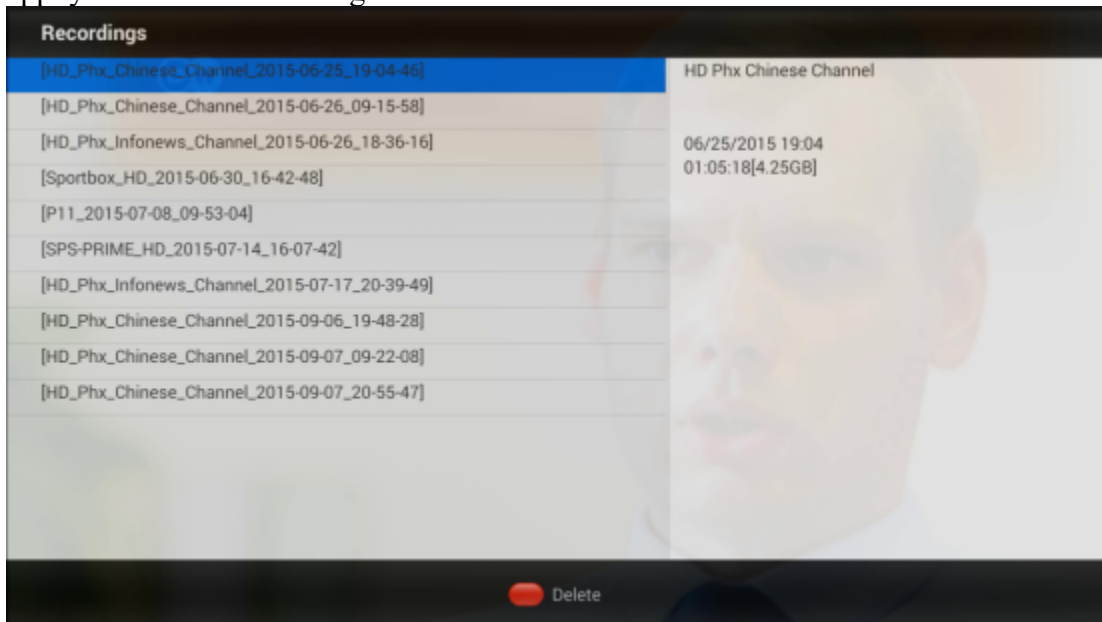 Recordings
[HD_Phx_Chinese_Channel_2015-06-25_19-04-46]
[HD_Phx_Chinese_Channel_2015-06-26_09-15-58]
[HD_Phx_Infonews_Channel_2015-06-26_18-36-16]
[Sportbox_HD_2015-06-30_16-42-48]
[P11_2015-07-08_09-53-04]
[SPS-PRIME_HD_2015-07-14_16-07-42]
[HD_Phx_Infonews_Channel_2015-07-17_20-39-49]
[HD_Phx_Chinese_Channel_2015-09-06_19-48-28]
[HD_Phx_Chinese_Channel_2015-09-07_09-22-08]
[HD_Phx_Chinese_Channel_2015-09-07_20-55-47]
HD Phx Chinese Channel
06/25/2015 19:04
01:05:18[4.25GB]
Delete